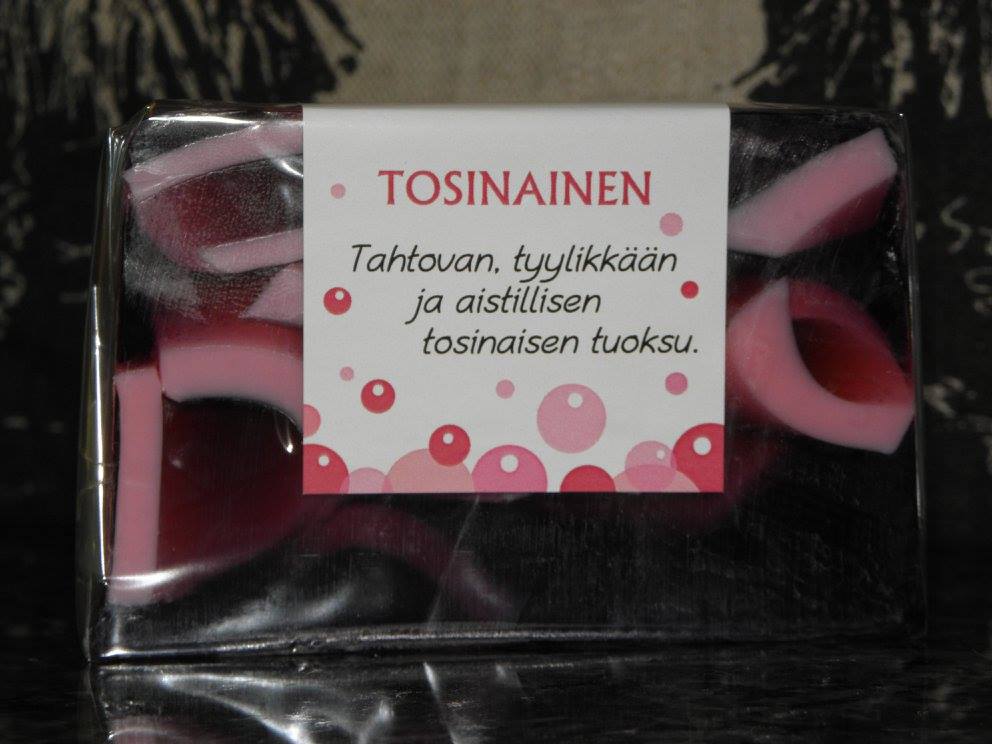 TOSINAINEN
Tahtovan, tyylikkään
ja aistillisen
tosinaisen tuoksu.